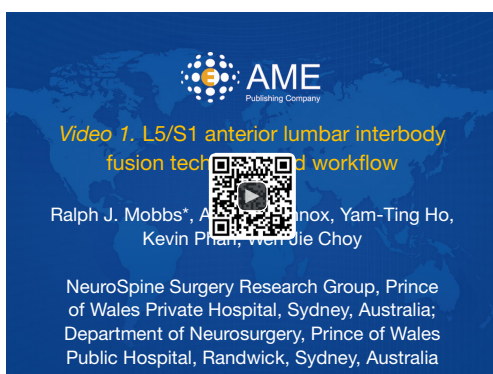 E
AME
Publishing Company
Video 1. L5/S1 anterior lumbar interbody
fusion tech d workflow
Ralph J. Mobbs*, A nnox, Yam-Ting Ho,
Kevin Phan, Wen Jie Choy
NeuroSpine Surgery Research Group, Prince
of Wales Private Hospital, Sydney, Australia;
Department of Neurosurgery, Prince of Wales
Public Hospital, Randwick, Sydney, Australia